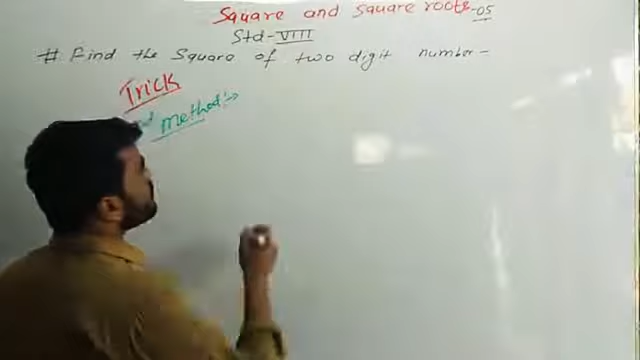 Square and Square roots-05
Std-VIII
# Find the Square of two digit number-
Trick
Method:->